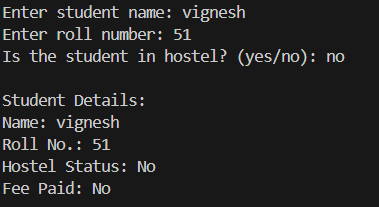 Enter student name: vignesh
Enter roll number: 51
Is the student in hostel? (yes/no): no
Student Details:
Name: vignesh
Roll No.: 51
Hostel Status: No
Fee Paid: No